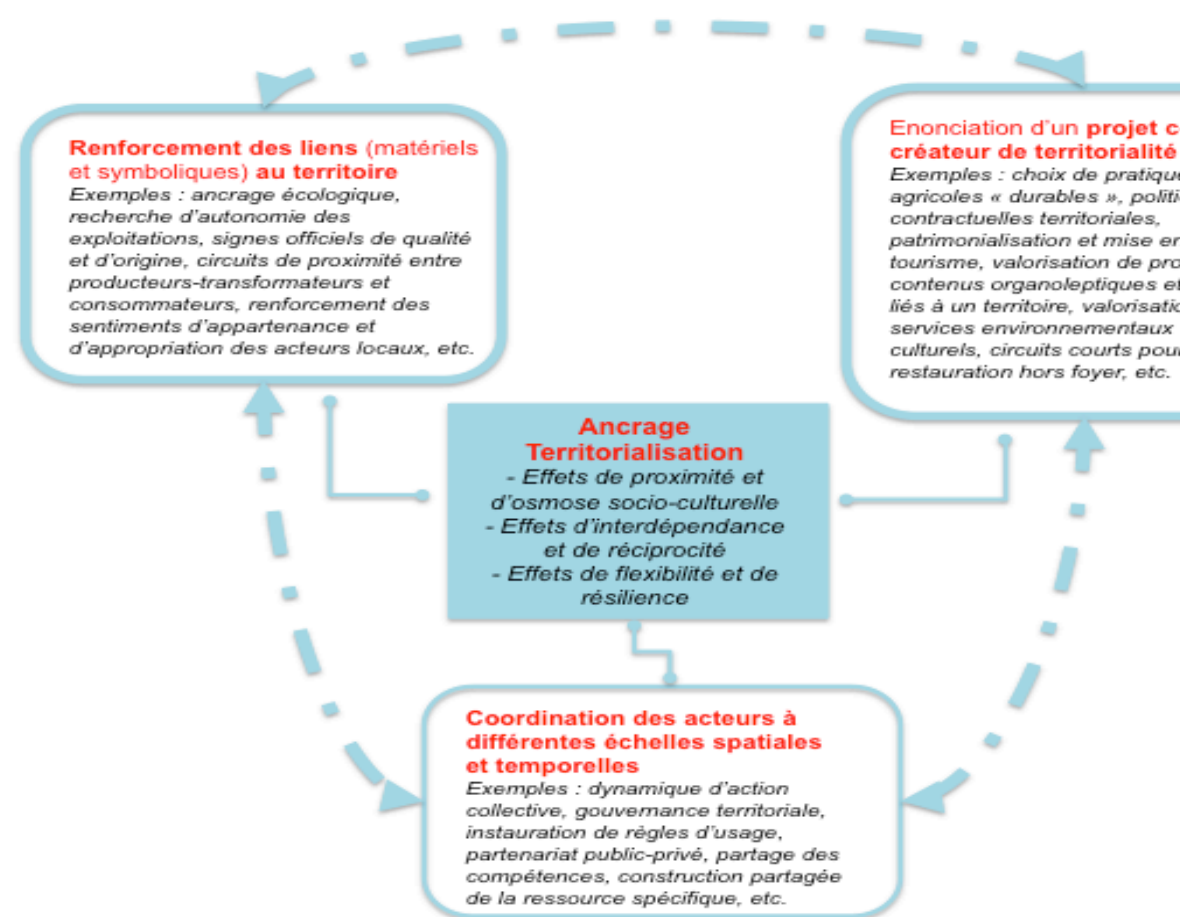 Renforcement des liens (matériels
et symboliques) au territoire
Exemples : ancrage écologique,
recherche d'autonomie des
exploitations, signes officiels de qualité
et d'origine, circuits de proximité entre
producteurs-transformateurs et
consommateurs, renforcement des
sentiments d'appartenance et
d'appropriation des acteurs locaux, etc.
Enonciation d'un projet
créateur de territorialité
Exemples : choix de
agricoles « durables »,
contractuelles territoriales,
patrimonialisation et mise
tourisme, valorisation de
contenus organoleptiques et
liés à un territoire,
services environnementaux
culturels, circuits courts
restauration hors foyer, etc.
Ancrage
Territorialisation
- Effets de proximité et
d'osmose socio-culturelle
- Effets d'interdépendance
et de réciprocité
- Effets de flexibilité et de
résilience
Coordination des acteurs à
différentes échelles spatiales
et temporelles
Exemples : dynamique d'action
collective, gouvernance territoriale,
instauration de règles d'usage,
partenariat public-privé, partage des
compétences, construction partagée
de la ressource spécifique, etc.